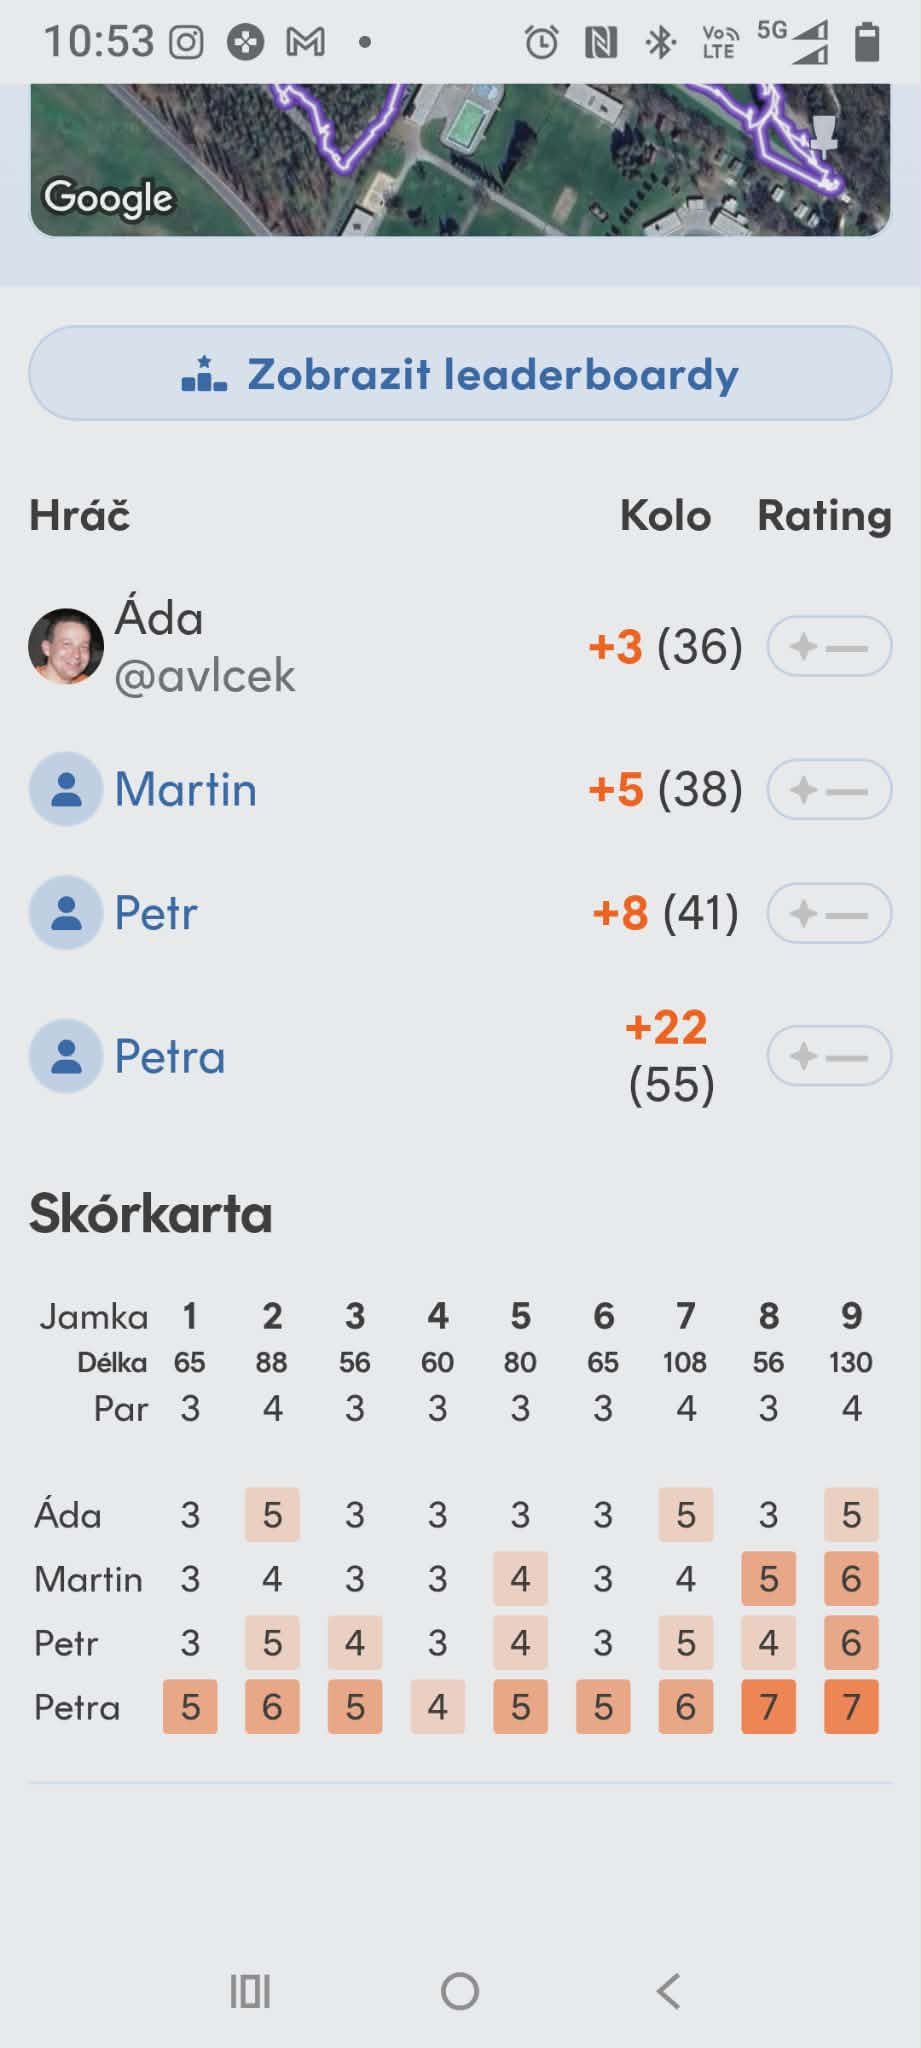 10:53 VoLTE 5G
Google
Zobrazit leaderboardy
Hráč Kolo Rating
Áda
@avlcek
+3 (36)
Martin +5 (38)
Petr +8 (41)
Petra +22
(55)
Skórkarta
Jamka 1 2 3 4 5 6 7 8 9
Délka 65 88 56 60 80 65 108 56 130
Par 3 4 3 3 3 3 4 3 4
Áda 3 5 3 3 3 3 5 3 5
Martin 3 4 3 3 4 3 4 5 6
Petr 3 5 4 3 4 3 5 4 6
Petra 5 6 5 4 5 5 6 7 7